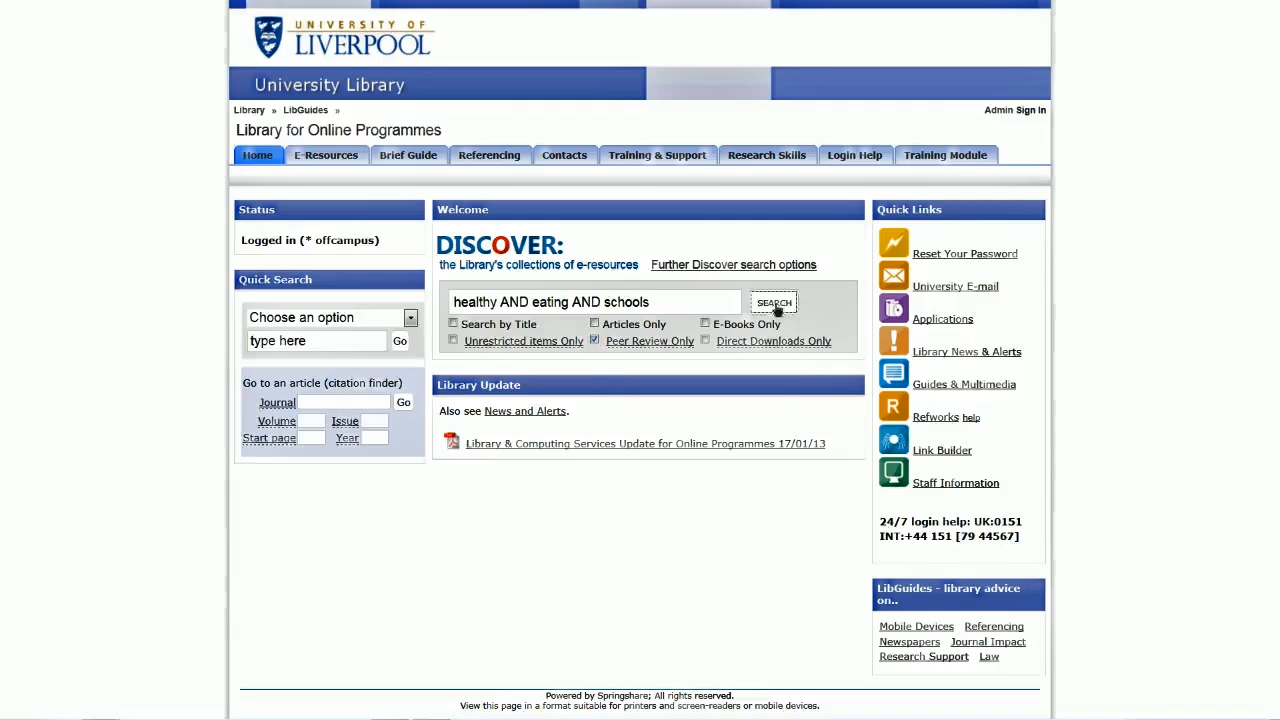 UNIVERSITY OF
LIVERPOOL
University Library
Library » LibGuides »
Admin Sign In
Library for Online Programmes
Home E-Resources Brief Guide Referencing Contacts Training & Support Research Skills Login Help Training Module
Status
Logged in (* offcampus)
Quick Search
Choose an option
type here Go
Go to an article (citation finder)
Journal Go
Volume Issue
Start page Year
Welcome
DISCOVER:
the Library's collections of e-resources Further Discover search options
healthy AND eating AND schools SEARCH
Search by Title Articles Only E-Books Only
Unrestricted items Only Peer Review Only Direct Downloads Only
Library Update
Also see News and Alerts.
Library & Computing Services Update for Online Programmes 17/01/13
Quick Links
Reset Your Password
University E-mail
Applications
Library News & Alerts
Guides & Multimedia
R Refworks help
Link Builder
Staff Information
24/7 login help: UK:0151
INT:+44 151 [79 44567]
LibGuides - library advice
on..
Mobile Devices Referencing
Newspapers Journal Impact
Research Support Law
Powered by Springshare; All rights reserved.
View this page in a format suitable for printers and screen-readers or mobile devices.